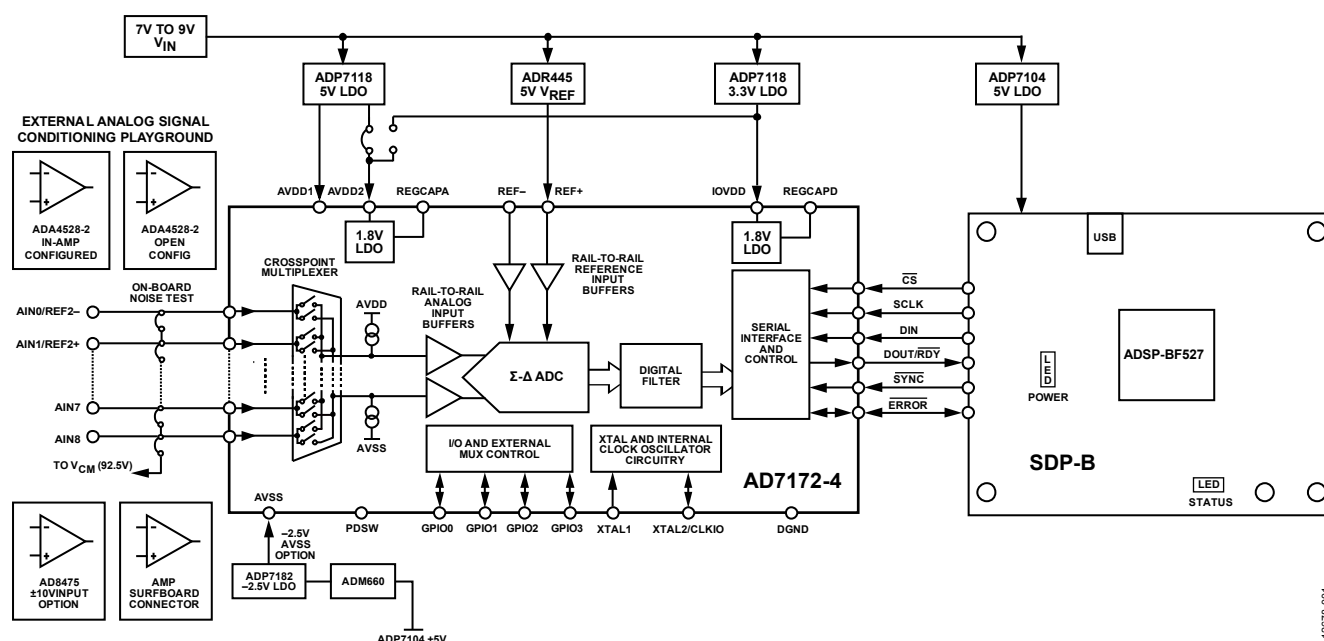 7V TO 9V
VIN
ADP7118
5V LDO
ADR445
5V VREF
ADP7118
3.3V LDO
ADP7104
5V LDO
EXTERNAL ANALOG SIGNAL
CONDITIONING PLAYGROUND
ADA4528-2
IN-AMP
CONFIGURED
ADA4528-2
OPEN
CONFIG
AVDD1
AVDD2
REGCAPA
REF–
REF+
IOVDD
REGCAPD
1.8V
LDO
1.8V
LDO
CROSSPOINT
MULTIPLEXER
RAIL-TO-RAIL
REFERENCE
INPUT
BUFFERS
RAIL-TO-RAIL
ANALOG
INPUT
BUFFERS
AVDD
AVSS
ON-BOARD
NOISE TEST
AIN0/REF2–
AIN1/REF2+
AIN7
AIN8
TO VCM (92.5V)
Σ-Δ ADC
DIGITAL
FILTER
SERIAL
INTERFACE
AND
CONTROL
CS
SCLK
DIN
DOUT/RDY
SYNC
ERROR
USB
ADSP-BF527
LED
POWER
SDP-B
LED
STATUS
I/O AND EXTERNAL
MUX CONTROL
XTAL AND INTERNAL
CLOCK OSCILLATOR
CIRCUITRY
AD7172-4
AVSS
PDSW
GPIO0
GPIO1
GPIO2
GPIO3
XTAL1
XTAL2/CLKIO
DGND
–2.5V
AVSS
OPTION
ADP7182
–2.5V LDO
ADM660
ADP7104 +5V
AD8475
±10VINPUT
OPTION
AMP
SURFBOARD
CONNECTOR